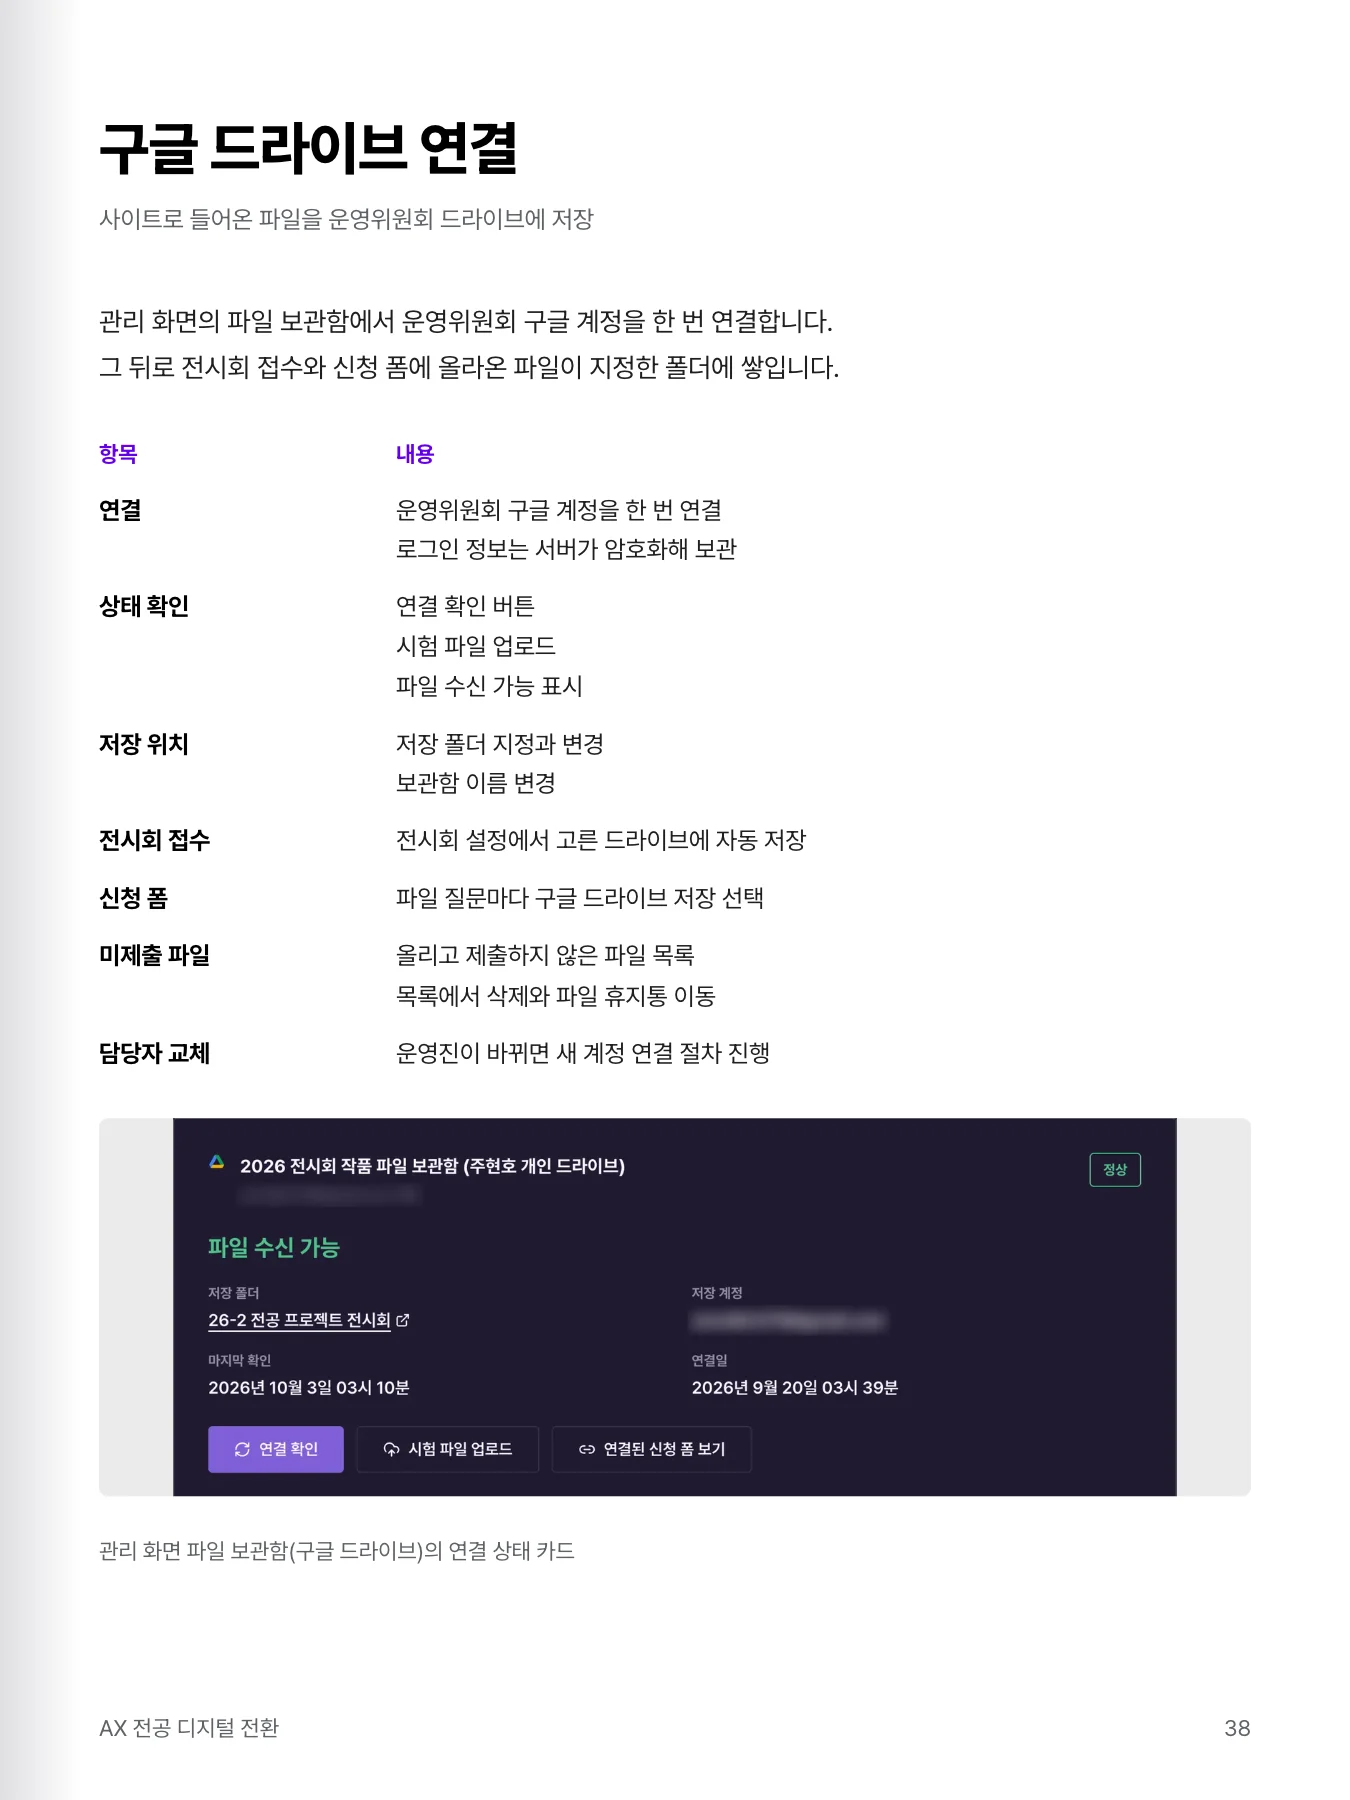 구글 드라이브 연결
사이트로 들어온 파일을 운영위원회 드라이브에 저장
관리 화면의 파일 보관함에서 운영위원회 구글 계정을 한 번 연결합니다.
그 뒤로 전시회 접수와 신청 폼에 올라온 파일이 지정한 폴더에 쌓입니다.
항목 내용
연결 운영위원회 구글 계정을 한 번 연결
로그인 정보는 서버가 암호화해 보관
상태 확인 연결 확인 버튼
시험 파일 업로드
파일 수신 가능 표시
저장 위치 저장 폴더 지정과 변경
보관함 이름 변경
전시회 접수 전시회 설정에서 고른 드라이브에 자동 저장
신청 폼 파일 질문마다 구글 드라이브 저장 선택
미제출 파일 올리고 제출하지 않은 파일 목록
목록에서 삭제와 파일 휴지통 이동
담당자 교체 운영진이 바뀌면 새 계정 연결 절차 진행
2026 전시회 작품 파일 보관함 (주현호 개인 드라이브) 정상
파일 수신 가능
저장 폴더 저장 계정
26-2 전공 프로젝트 전시회
마지막 확인 연결일
2026년 10월 3일 03시 10분 2026년 9월 20일 03시 39분
연결 확인 시험 파일 업로드 연결된 신청 폼 보기
관리 화면 파일 보관함(구글 드라이브)의 연결 상태 카드
AX 전공 디지털 전환 38